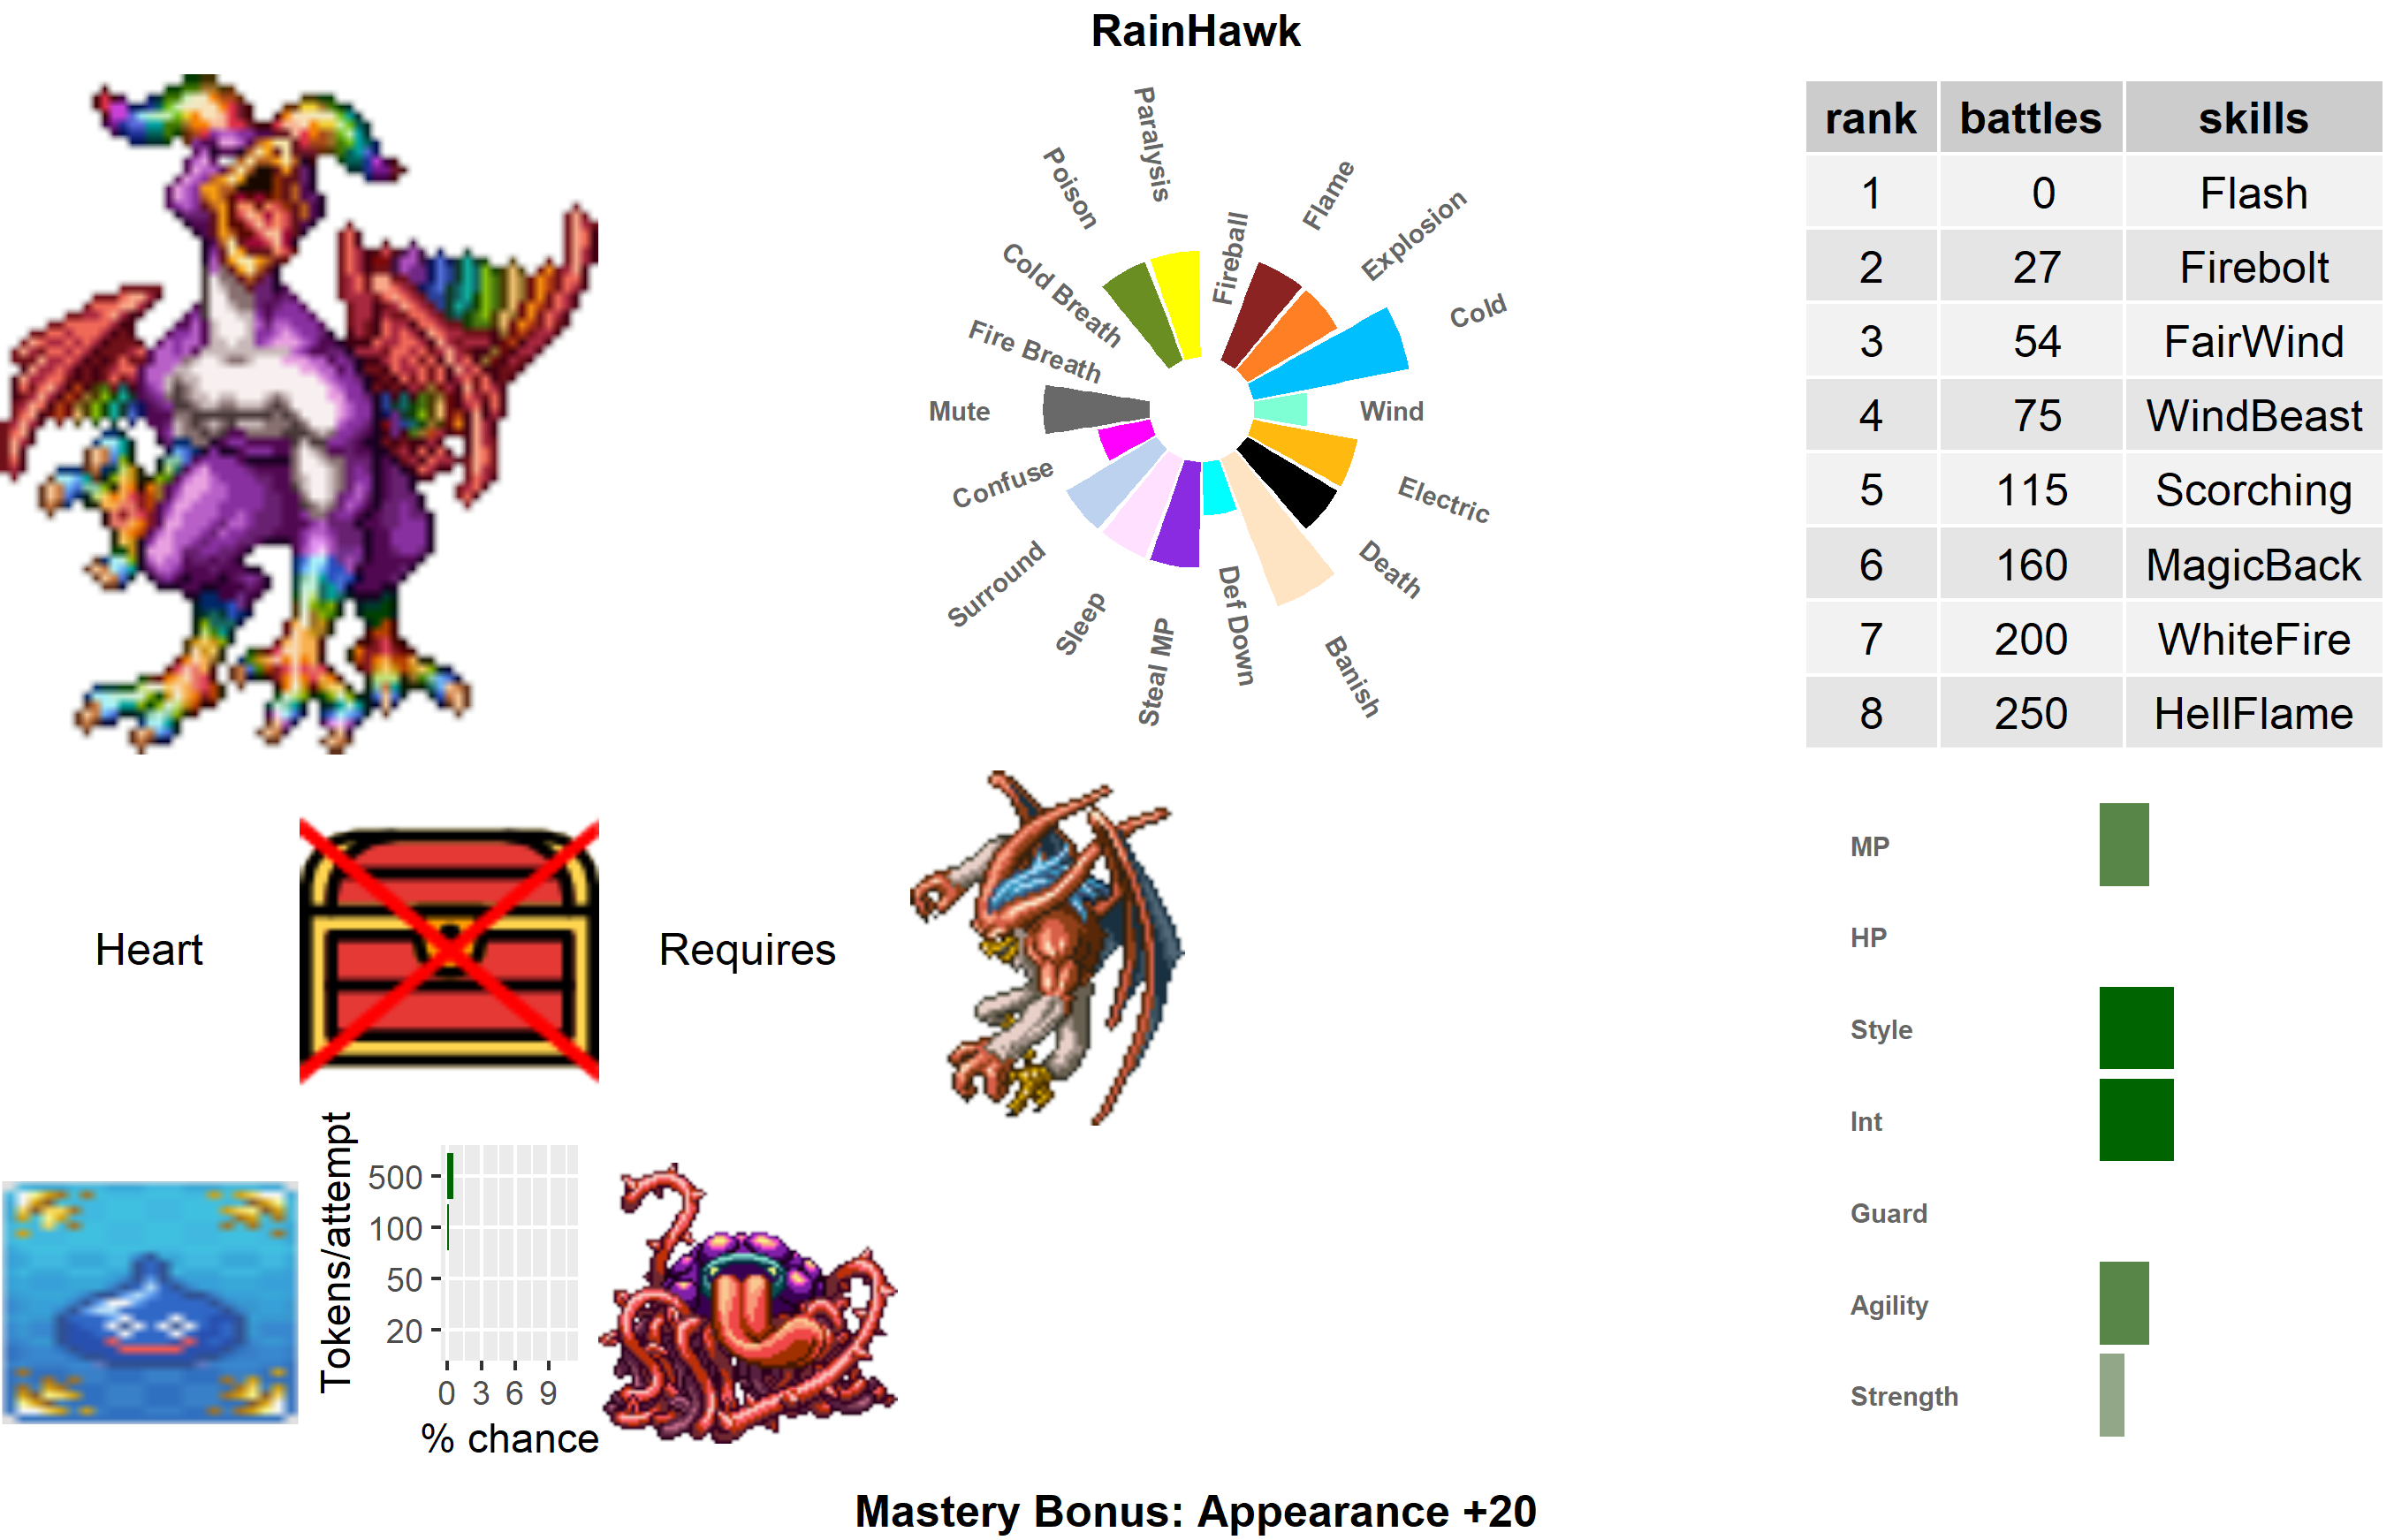 RainHawk
Paralysis
Poison
Cold Breath
Fire Breath
Mute
Confuse
Surround
Sleep
Steal MP
Def Down
Banish
Death
Electric
Wind
Cold
Explosion
Flame
Fireball
rank battles skills
1 0 Flash
2 27 Firebolt
3 54 FairWind
4 75 WindBeast
5 115 Scorching
6 160 MagicBack
7 200 WhiteFire
8 250 HellFlame
Heart
Requires
MP
HP
Style
Int
Guard
Agility
Strength
Tokens/attempt
500
100
50
20
0 3 6 9
% chance
Mastery Bonus: Appearance +20